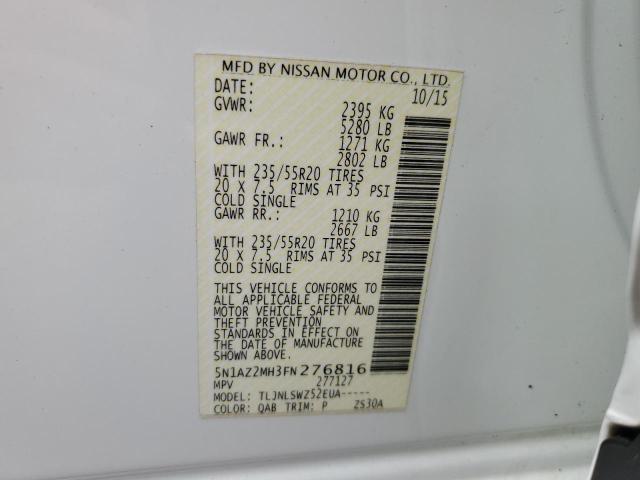 MFD BY NISSAN MOTOR CO., LTD.
DATE: 10/15
GVWR: 2395 KG
5280 LB
GAWR FR.: 1271 KG
2802 LB
WITH 235/55R20 TIRES
20 X 7.5 RIMS AT 35 PSI
COLD SINGLE
GAWR RR.: 1210 KG
2667 LB
WITH 235/55R20 TIRES
20 X 7.5 RIMS AT 35 PSI
COLD SINGLE
THIS VEHICLE CONFORMS TO
ALL APPLICABLE FEDERAL
MOTOR VEHICLE SAFETY AND
THEFT PREVENTION
STANDARDS IN EFFECT ON
THE DATE OF MANUFACTURE
SHOWN ABOVE.
5N1AZ2MH3FN276816
MPV 277127
MODEL: TLJNLSWZ52EUA-----
COLOR: QAB TRIM: P ZS30A